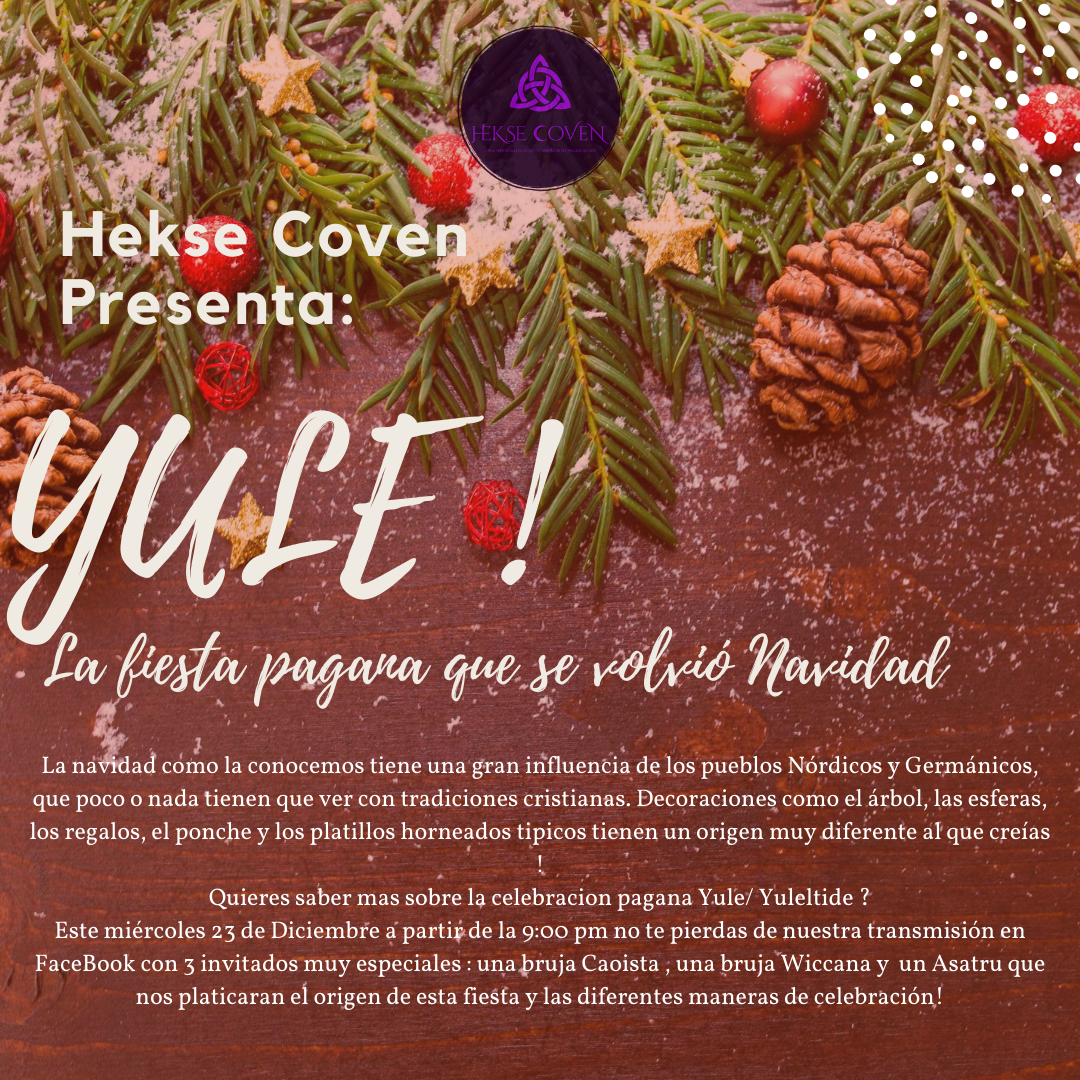 HEKSE COVEN
Hekse Coven
Presenta:
YULE !
La fiesta pagana que se volvió Navidad
La navidad como la conocemos tiene una gran influencia de los pueblos Nórdicos y Germánicos,
que poco o nada tienen que ver con tradiciones cristianas. Decoraciones como el árbol, las esferas,
los regalos, el ponche y los platillos horneados tipicos tienen un origen muy diferente al que creías
!
Quieres saber mas sobre la celebracion pagana Yule/ Yuleltide ?
Este miércoles 23 de Diciembre a partir de la 9:00 pm no te pierdas de nuestra transmisión en
FaceBook con 3 invitados muy especiales : una bruja Caoista , una bruja Wiccana y un Asatru que
nos platicaran el origen de esta fiesta y las diferentes maneras de celebración!